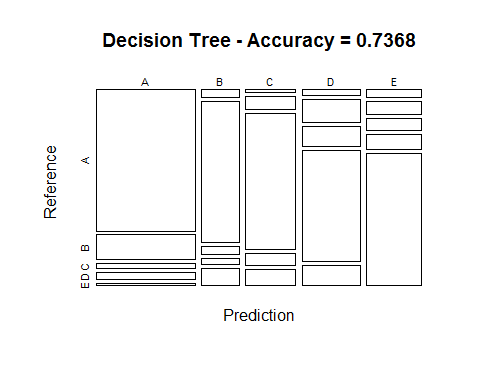 Decision Tree - Accuracy = 0.7368
A B C D E
Reference
A
B
C
D
E
Prediction